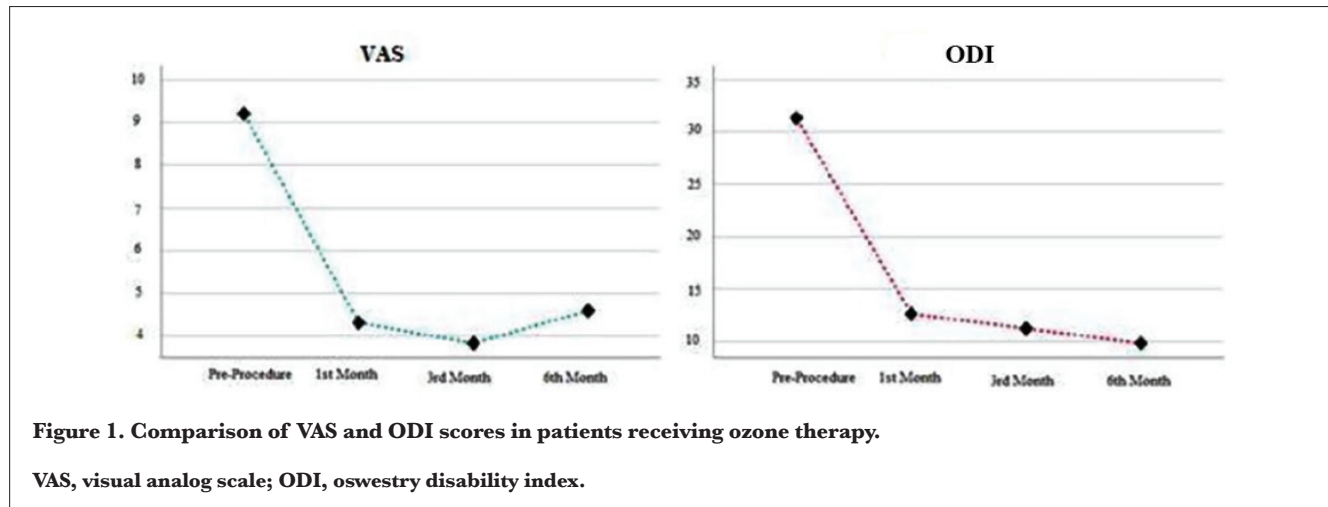 VAS
10
9
8
7
6
5
4
Pre-Procedure 1st Month 3rd Month 6th Month
ODI
35
30
25
20
15
10
Pre-Procedure 1st Month 3rd Month 6th Month
Figure 1. Comparison of VAS and ODI scores in patients receiving ozone therapy.
VAS, visual analog scale; ODI, oswestry disability index.